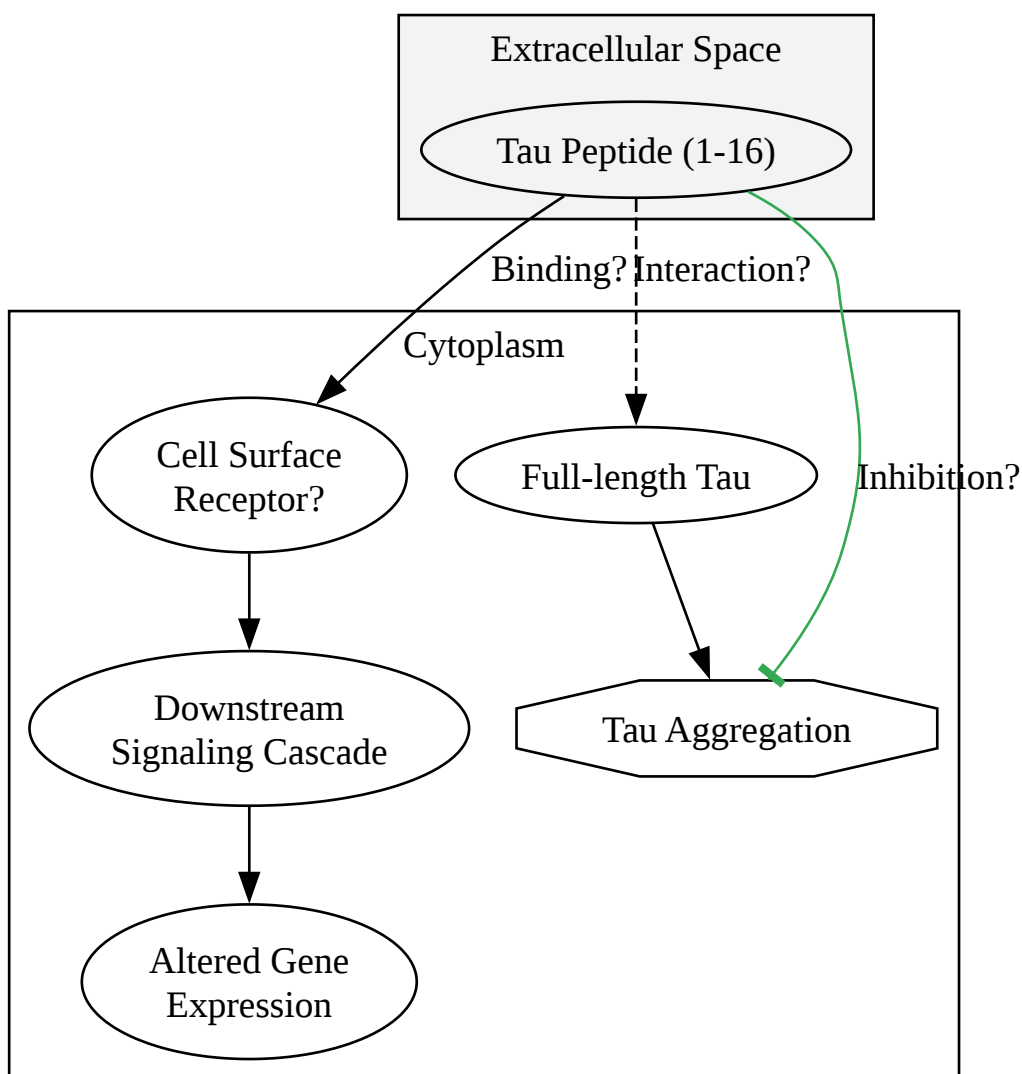 Extracellular Space
Tau Peptide (1-16)
Binding?
Interaction?
Cytoplasm
Cell Surface
Receptor?
Full-length Tau
Inhibition?
Downstream
Signaling Cascade
Tau Aggregation
Altered Gene
Expression